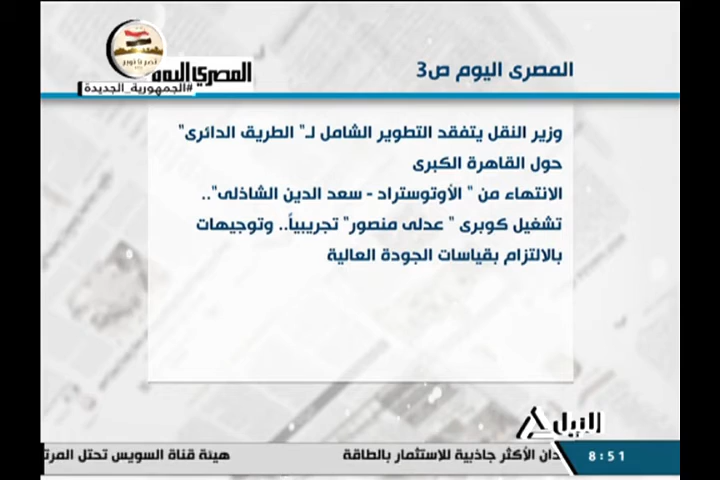 المصرى اليوم ص3
المصري اليوم
#الجمهورية_الجديدة
وزير النقل يتفقد التطوير الشامل لـ" الطريق الدائرى"
حول القاهرة الكبرى
الانتهاء من " الأوتوستراد - سعد الدين الشاذلى"..
تشغيل كوبرى " عدلى منصور" تجريبياً.. وتوجيهات
بالالتزام بقياسات الجودة العالية
النيل
8:51
دان الأكثر جاذبية للاستثمار بالطاقة
هيئة قناة السويس تحتل المرتـ